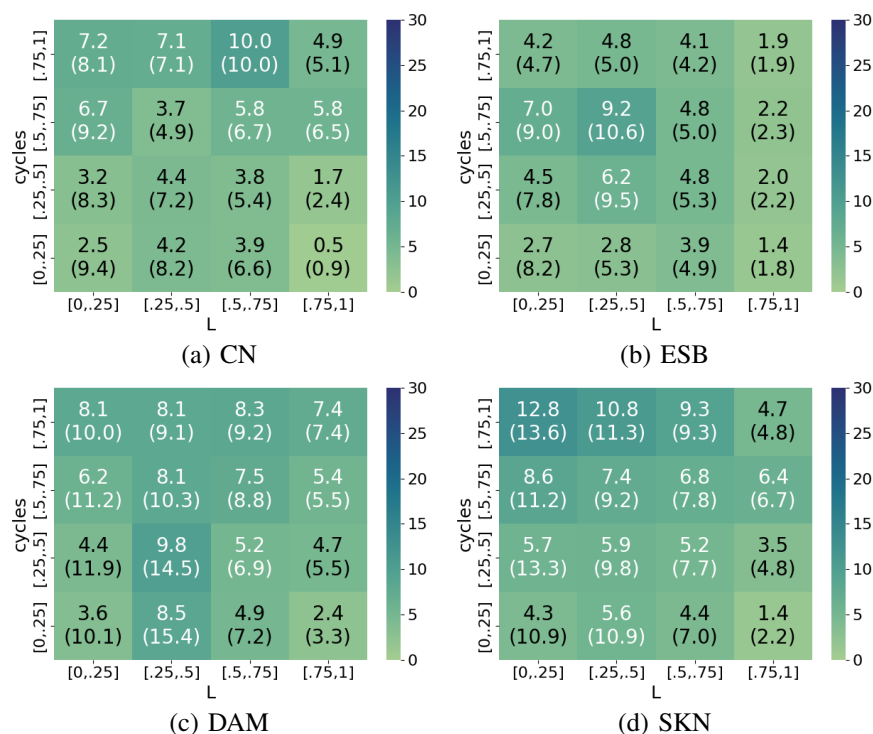 7.2 7.1 10.0 4.9
(8.1) (7.1) (10.0) (5.1)
6.7 3.7 5.8 5.8
(9.2) (4.9) (6.7) (6.5)
3.2 4.4 3.8 1.7
(8.3) (7.2) (5.4) (2.4)
2.5 4.2 3.9 0.5
(9.4) (8.2) (6.6) (0.9)
cycles
[.75,1]
[.5,.75]
[.25,.5]
[0,.25]
[0,.25] [.25,.5] [.5,.75] [.75,1]
L
30
25
20
15
10
5
0
(a) CN
4.2 4.8 4.1 1.9
(4.7) (5.0) (4.2) (1.9)
7.0 9.2 4.8 2.2
(9.0) (10.6) (5.0) (2.3)
4.5 6.2 4.8 2.0
(7.8) (9.5) (5.3) (2.2)
2.7 2.8 3.9 1.4
(8.2) (5.3) (4.9) (1.8)
cycles
[.75,1]
[.5,.75]
[.25,.5]
[0,.25]
[0,.25] [.25,.5] [.5,.75] [.75,1]
L
30
25
20
15
10
5
0
(b) ESB
8.1 8.1 8.3 7.4
(10.0) (9.1) (9.2) (7.4)
6.2 8.1 7.5 5.4
(11.2) (10.3) (8.8) (5.5)
4.4 9.8 5.2 4.7
(11.9) (14.5) (6.9) (5.5)
3.6 8.5 4.9 2.4
(10.1) (15.4) (7.2) (3.3)
cycles
[.75,1]
[.5,.75]
[.25,.5]
[0,.25]
[0,.25] [.25,.5] [.5,.75] [.75,1]
L
30
25
20
15
10
5
0
(c) DAM
12.8 10.8 9.3 4.7
(13.6) (11.3) (9.3) (4.8)
8.6 7.4 6.8 6.4
(11.2) (9.2) (7.8) (6.7)
5.7 5.9 5.2 3.5
(13.3) (9.8) (7.7) (4.8)
4.3 5.6 4.4 1.4
(10.9) (10.9) (7.0) (2.2)
cycles
[.75,1]
[.5,.75]
[.25,.5]
[0,.25]
[0,.25] [.25,.5] [.5,.75] [.75,1]
L
30
25
20
15
10
5
0
(d) SKN